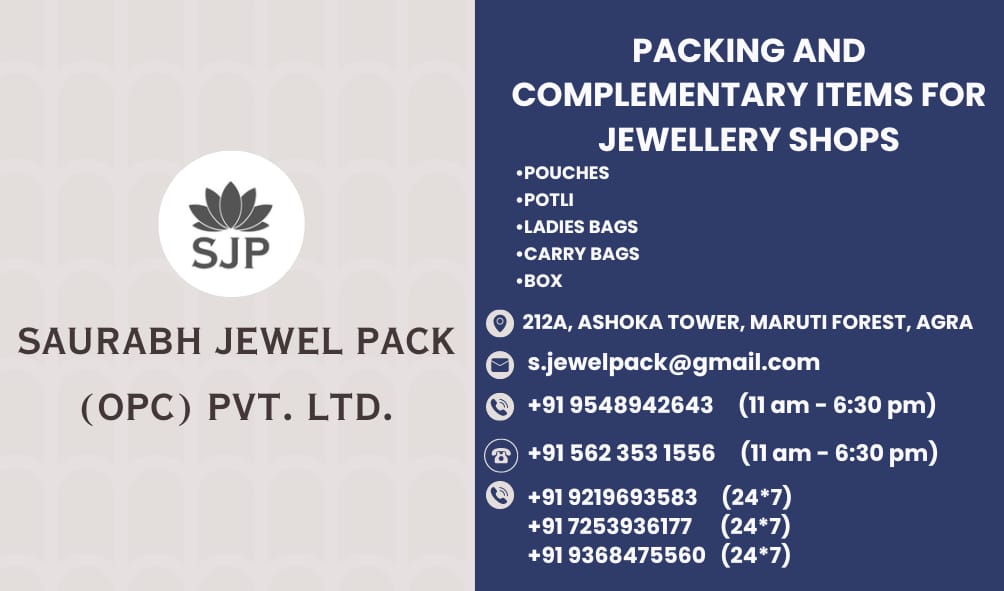 SJP
SAURABH JEWEL PACK
(OPC) PVT. LTD.
PACKING AND
COMPLEMENTARY ITEMS FOR
JEWELLERY SHOPS
•POUCHES
•POTLI
•LADIES BAGS
•CARRY BAGS
•BOX
212A, ASHOKA TOWER, MARUTI FOREST, AGRA
s.jewelpack@gmail.com
+91 9548942643 (11 am - 6:30 pm)
+91 562 353 1556 (11 am - 6:30 pm)
+91 9219693583 (24*7)
+91 7253936177 (24*7)
+91 9368475560 (24*7)